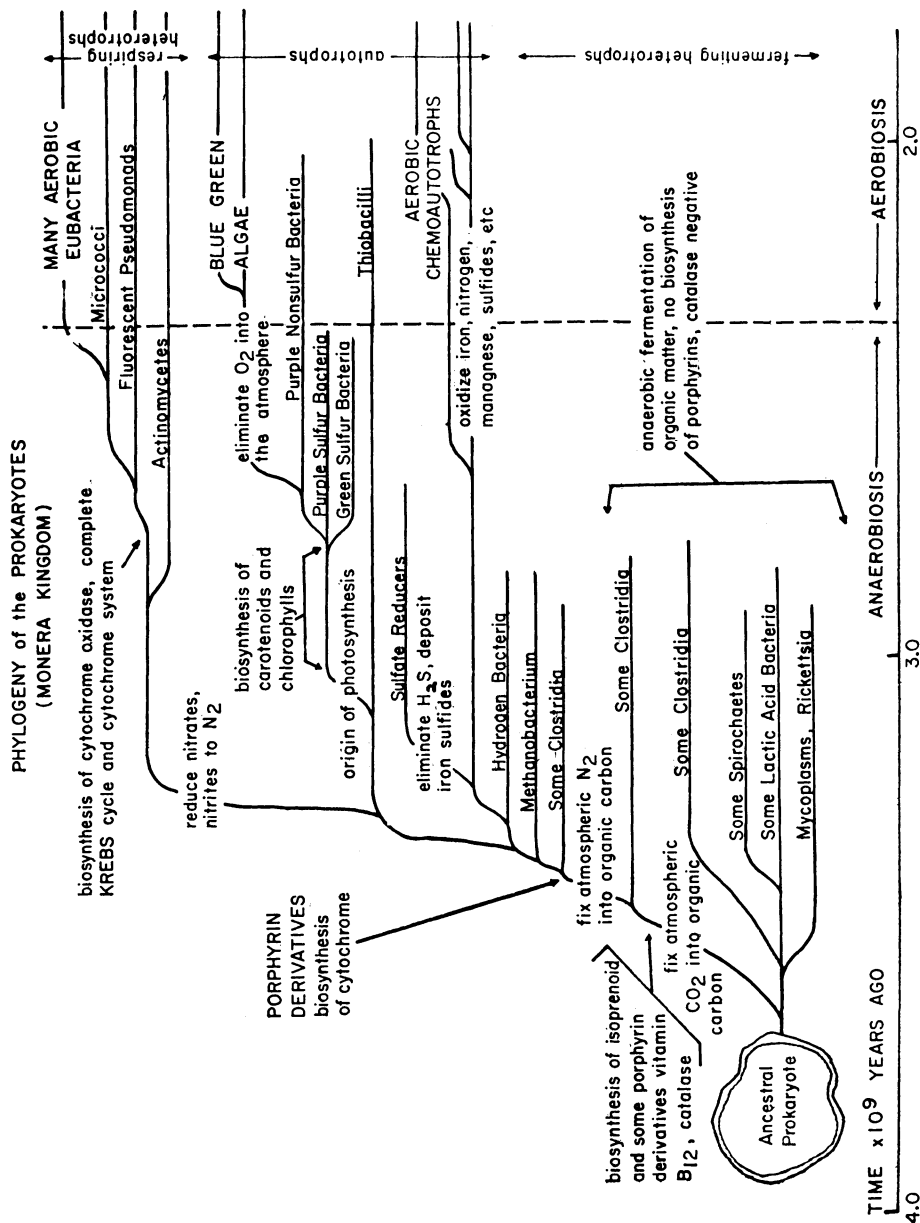 PHYLOGENY of the PROKARYOTES
(MONERA KINGDOM)
biosynthesis of cytochrome oxidase, complete
KREBS cycle and cytochrome system
MANY AEROBIC
EUBACTERIA
Micrococci
Fluorescent Pseudomonads
Actinomycetes
respiring
heterotrophs
reduce nitrates,
nitrites to N2
eliminate O2 into
the atmosphere
BLUE GREEN
ALGAE
biosynthesis of
carotenoids and
chlorophylls
Purple Nonsulfur Bacteria
Purple Sulfur Bacteria
Green Sulfur Bacteria
origin of photosynthesis
Thiobacilli
autotrophs
Sulfate Reducers
eliminate H2S, deposit
iron sulfides
AEROBIC
CHEMOAUTOTROPHS
oxidize iron, nitrogen,
managnese, sulfides, etc
PORPHYRIN
DERIVATIVES
biosynthesis
of cytochrome
Hydrogen Bacteria
Methanobacterium
Some Clostridia
fermenting heterotrophs
fix atmospheric N2
into organic carbon
Some Clostridia
anaerobic fermentation of
organic matter, no biosynthesis
of porphyrins, catalase negative
biosynthesis of isoprenoid
and some porphyrin
derivatives vitamin
B12, catalase
fix atmospheric
CO2 into organic
carbon
Some Clostridia
Some Spirochaetes
Some Lactic Acid Bacteria
Mycoplasms, Rickettsia
Ancestral
Prokaryote
TIME x10⁹ YEARS AGO
ANAEROBIOSIS
AEROBIOSIS
4.0
3.0
2.0